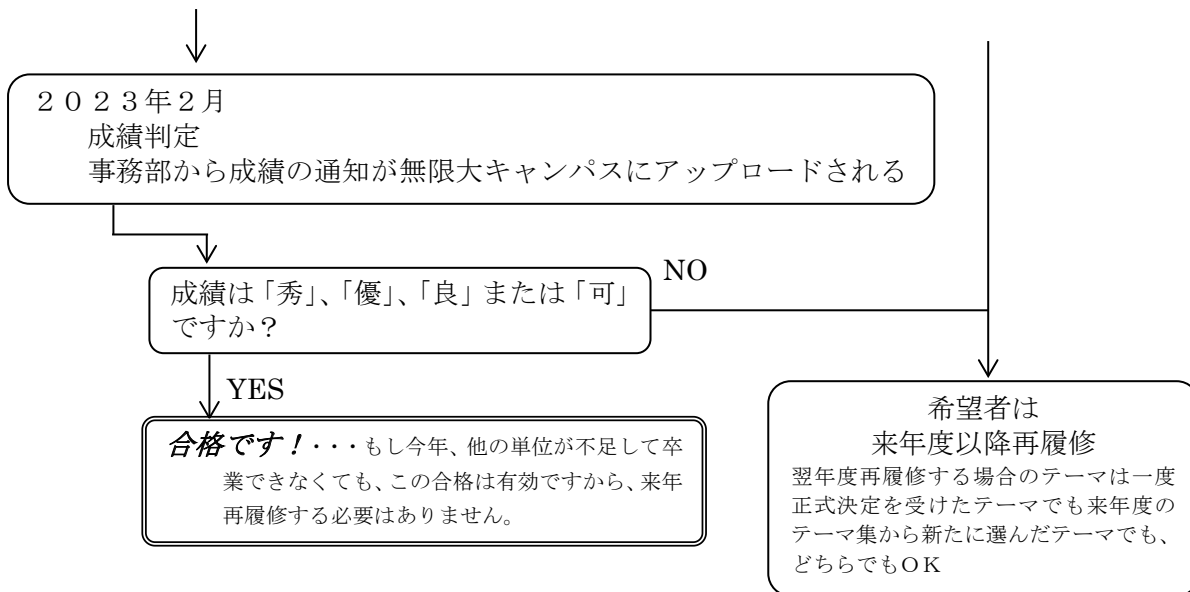 ２０２３年２月
成績判定
事務部から成績の通知が無限大キャンパスにアップロードされる
成績は「秀」、「優」、「良」または「可」
ですか？
NO
YES
合格です！・・・もし今年、他の単位が不足して卒
業できなくても、この合格は有効ですから、来年
再履修する必要はありません。
希望者は
来年度以降再履修
翌年度再履修する場合のテーマは一度
正式決定を受けたテーマでも来年度の
テーマ集から新たに選んだテーマでも、
どちらでもＯＫ